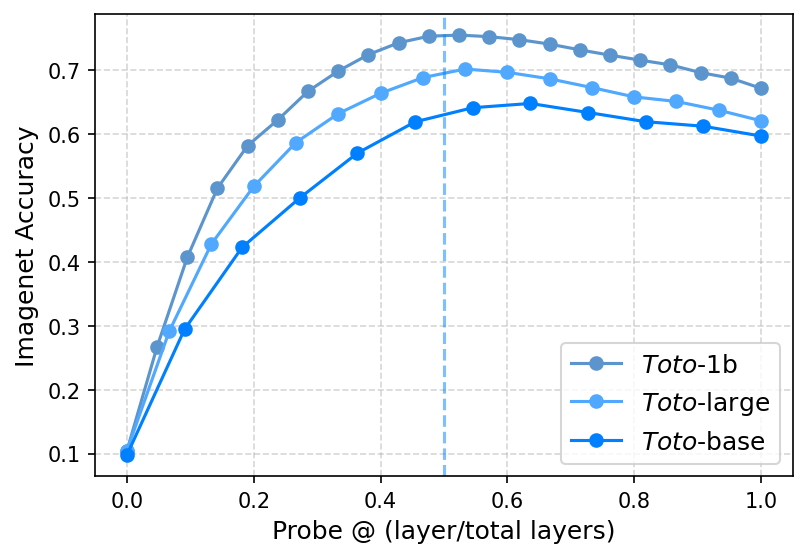 0.7
0.6
0.5
0.4
0.3
0.2
0.1
Imagenet Accuracy
Toto-1b
Toto-large
Toto-base
0.0 0.2 0.4 0.6 0.8 1.0
Probe @ (layer/total layers)